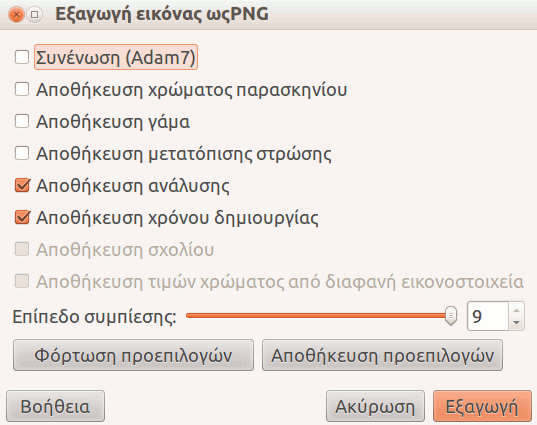 Εξαγωγή εικόνας ωςPNG
Συνένωση (Adam7)
Αποθήκευση χρώματος παρασκηνίου
Αποθήκευση γάμα
Αποθήκευση μετατόπισης στρώσης
Αποθήκευση ανάλυσης
Αποθήκευση χρόνου δημιουργίας
Αποθήκευση σχολίου
Αποθήκευση τιμών χρώματος από διαφανή εικονοστοιχεία
Επίπεδο συμπίεσης: 9
Φόρτωση προεπιλογών Αποθήκευση προεπιλογών
Βοήθεια Ακύρωση Εξαγωγή